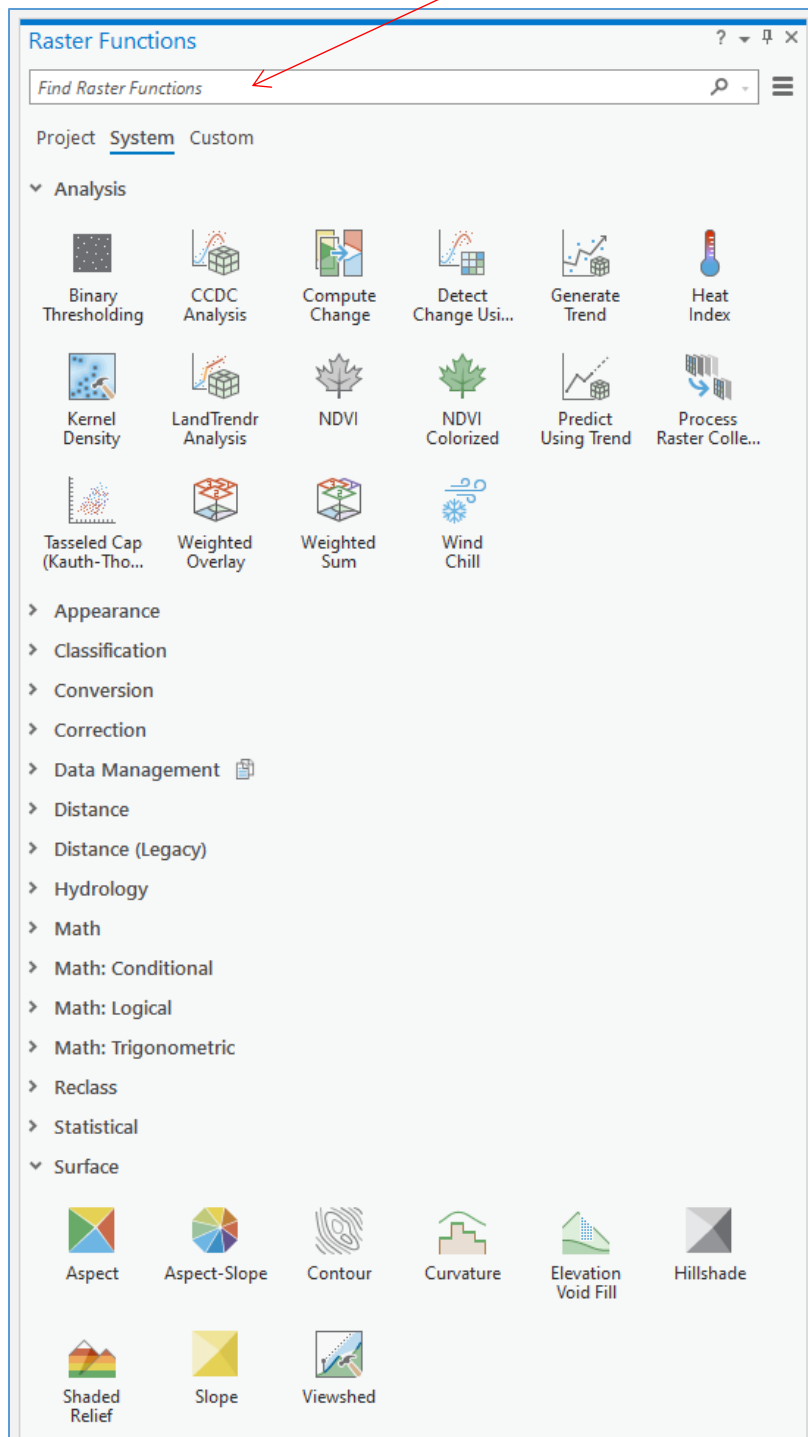 Raster Functions
?
Find Raster Functions
Project System Custom
Analysis
Binary Thresholding
CCDC Analysis
Compute Change
Detect Change Usi...
Generate Trend
Heat Index
Kernel Density
LandTrendr Analysis
NDVI
NDVI Colorized
Predict Using Trend
Process Raster Colle...
Tasseled Cap (Kauth-Tho...
Weighted Overlay
Weighted Sum
Wind Chill
Appearance
Classification
Conversion
Correction
Data Management
Distance
Distance (Legacy)
Hydrology
Math
Math: Conditional
Math: Logical
Math: Trigonometric
Reclass
Statistical
Surface
Aspect
Aspect-Slope
Contour
Curvature
Elevation Void Fill
Hillshade
Shaded Relief
Slope
Viewshed